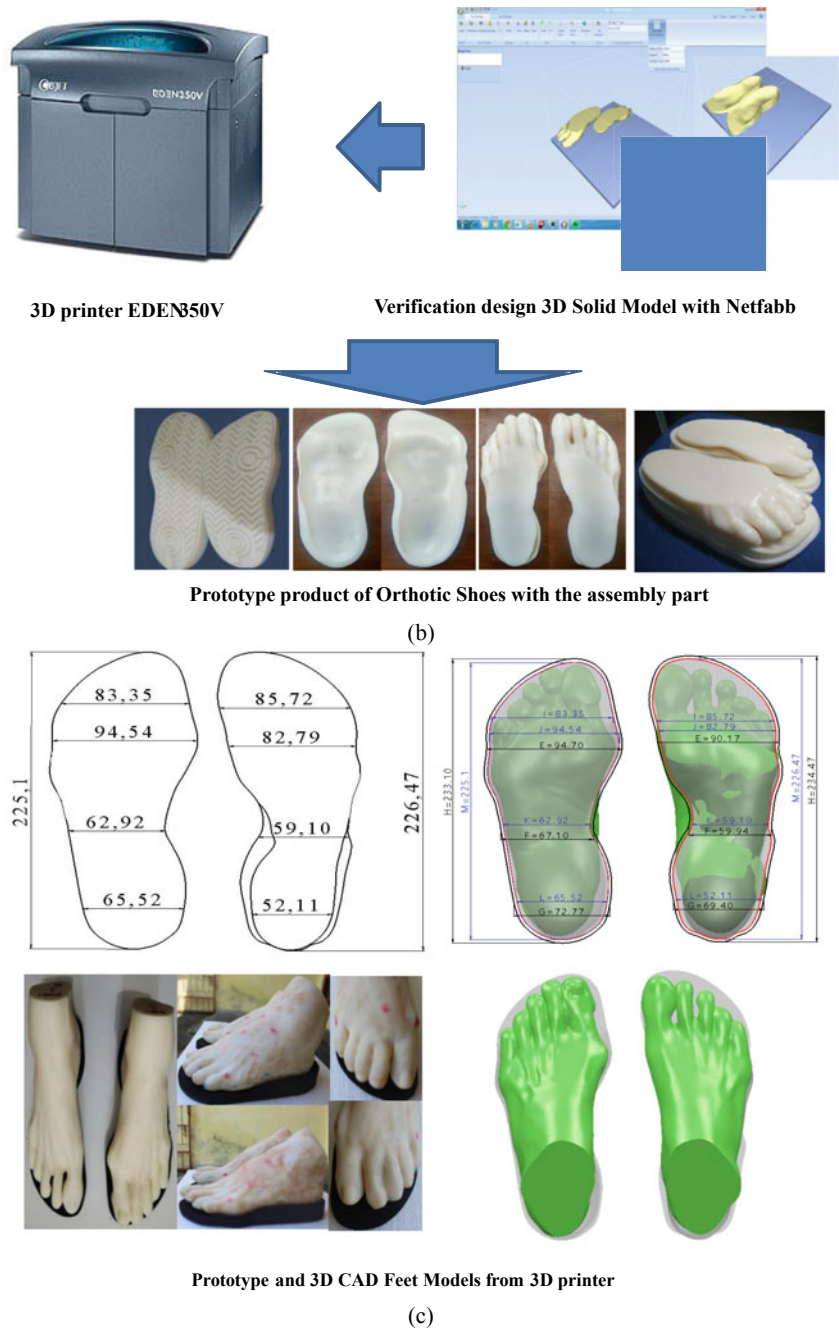 EDEN350V
3D printer EDEN350V
Verification design 3D Solid Model with Netfabb
Prototype product of Orthotic Shoes with the assembly part
(b)
83,35
94,54
225,1
62,92
65,52
85,72
82,79
226,47
59,10
52,11
I=83.35
J=94.54
E=94.70
H=233.10
M=225.1
K=62.92
F=67.10
L=65.52
G=72.77
I=85.72
J=82.79
E=90.17
M=226.47
H=234.47
K=59.10
F=59.94
L=52.11
G=69.40
Prototype and 3D CAD Feet Models from 3D printer
(c)